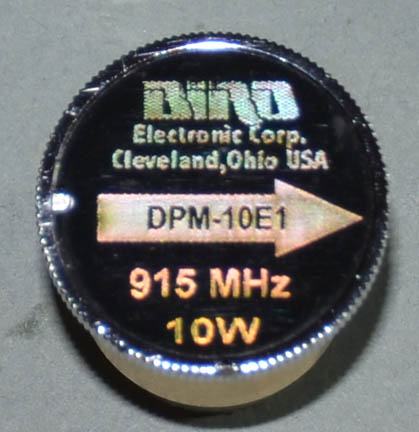 BIRD
Electronic Corp.
Cleveland,Ohio USA
DPM-10E1
915 MHz
10W